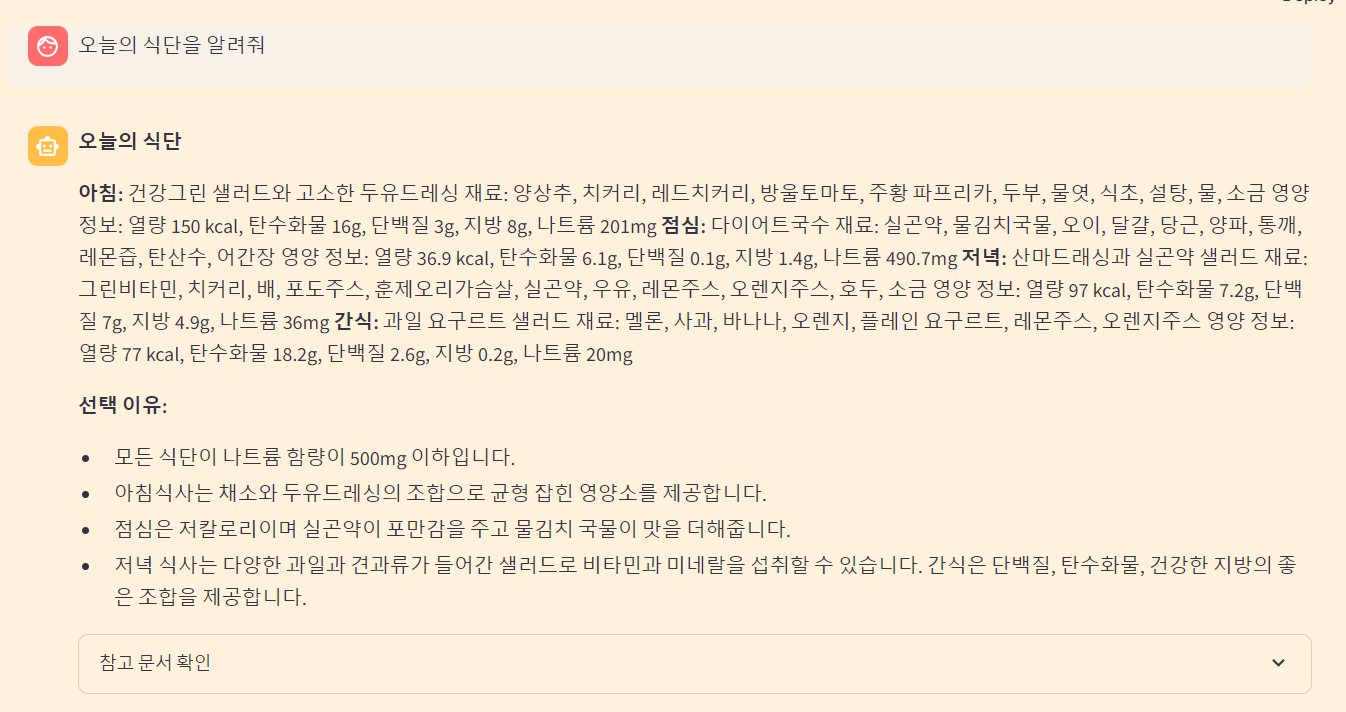 오늘의 식단을 알려줘
오늘의 식단
아침: 건강그린 샐러드와 고소한 두유드레싱 재료: 양상추, 치커리, 레드치커리, 방울토마토, 주황 파프리카, 두부, 물엿, 식초, 설탕, 물, 소금 영양
정보: 열량 150 kcal, 탄수화물 16g, 단백질 3g, 지방 8g, 나트륨 201mg 점심: 다이어트국수 재료: 실곤약, 물김치국물, 오이, 달걀, 당근, 양파, 통깨,
레몬즙, 탄산수, 어간장 영양 정보: 열량 36.9 kcal, 탄수화물 6.1g, 단백질 0.1g, 지방 1.4g, 나트륨 490.7mg 저녁: 산마드래싱과 실곤약 샐러드 재료:
그린비타민, 치커리, 배, 포도주스, 훈제오리가슴살, 실곤약, 우유, 레몬주스, 오렌지주스, 호두, 소금 영양 정보: 열량 97 kcal, 탄수화물 7.2g, 단백
질 7g, 지방 4.9g, 나트륨 36mg 간식: 과일 요구르트 샐러드 재료: 멜론, 사과, 바나나, 오렌지, 플레인 요구르트, 레몬주스, 오렌지주스 영양 정보:
열량 77 kcal, 탄수화물 18.2g, 단백질 2.6g, 지방 0.2g, 나트륨 20mg
선택 이유:
• 모든 식단이 나트륨 함량이 500mg 이하입니다.
• 아침식사는 채소와 두유드레싱의 조합으로 균형 잡힌 영양소를 제공합니다.
• 점심은 저칼로리이며 실곤약이 포만감을 주고 물김치 국물이 맛을 더해줍니다.
• 저녁 식사는 다양한 과일과 견과류가 들어간 샐러드로 비타민과 미네랄을 섭취할 수 있습니다. 간식은 단백질, 탄수화물, 건강한 지방의 좋
은 조합을 제공합니다.
참고 문서 확인